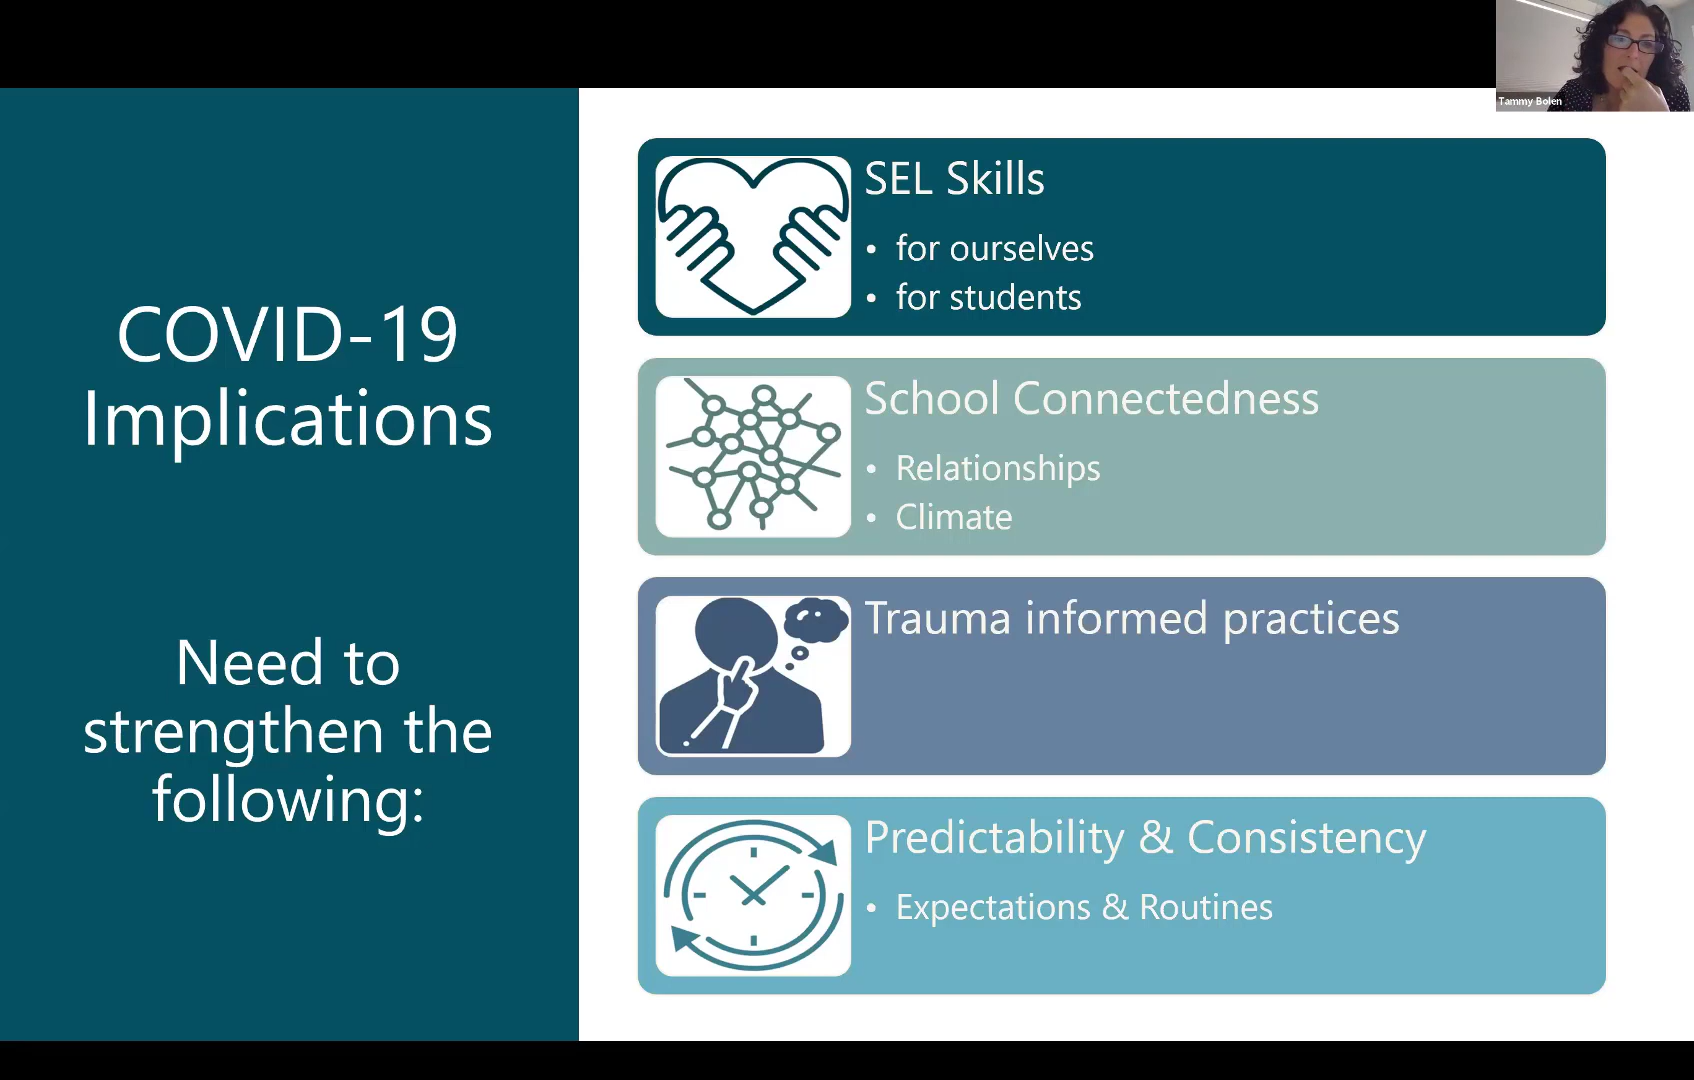 Tammy Bolen
COVID-19
Implications
Need to
strengthen the
following:
SEL Skills
• for ourselves
• for students
School Connectedness
• Relationships
• Climate
Trauma informed practices
Predictability & Consistency
• Expectations & Routines